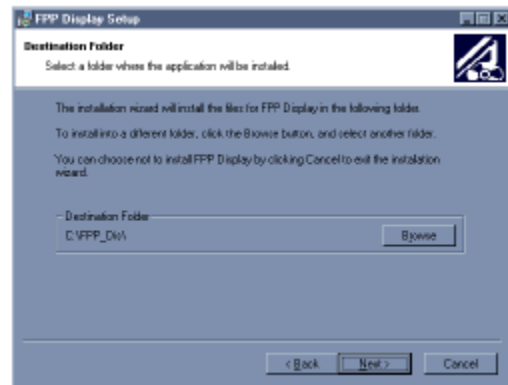 FPP Display Setup
Destination Folder
Select a folder where the application will be installed.
The installation wizard will install the files for FPP Display in the following folder.
To install into a different folder, click the Browse button, and select another folder.
You can choose not to install FPP Display by clicking Cancel to exit the installation
wizard.
Destination Folder
C:\FPP_Dis\
Browse
< Back
Next >
Cancel